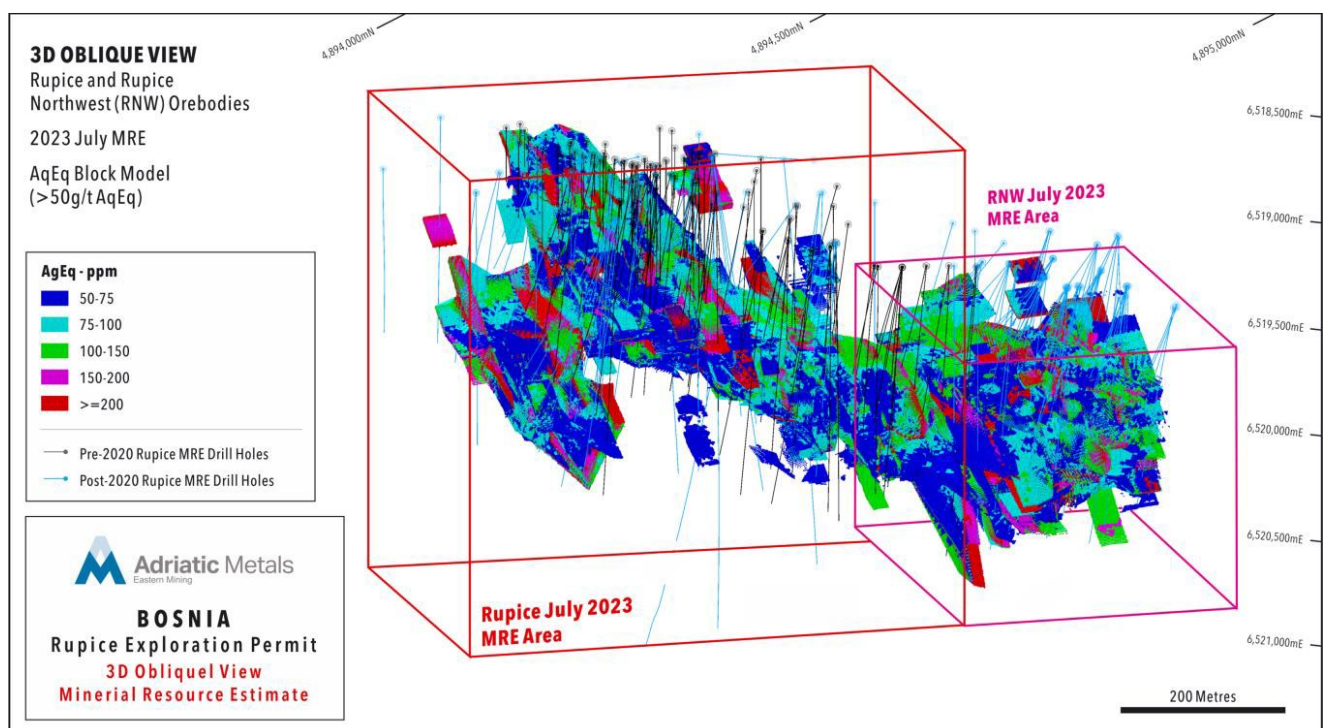 3D OBLIQUE VIEW
Rupice and Rupice
Northwest (RNW) Orebodies
2023 July MRE
AqEq Block Model
(>50g/t AqEq)
AgEq - ppm
50-75
75-100
100-150
150-200
>=200
Pre-2020 Rupice MRE Drill Holes
Post-2020 Rupice MRE Drill Holes
Adriatic Metals
Eastern Mining
BOSNIA
Rupice Exploration Permit
3D Obliquel View
Minerial Resource Estimate
4,894,000mN
4,894,500mN
4,895,000mN
6,518,500mE
6,519,000mE
6,519,500mE
6,520,000mE
6,520,500mE
6,521,000mE
RNW July 2023
MRE Area
Rupice July 2023
MRE Area
200 Metres